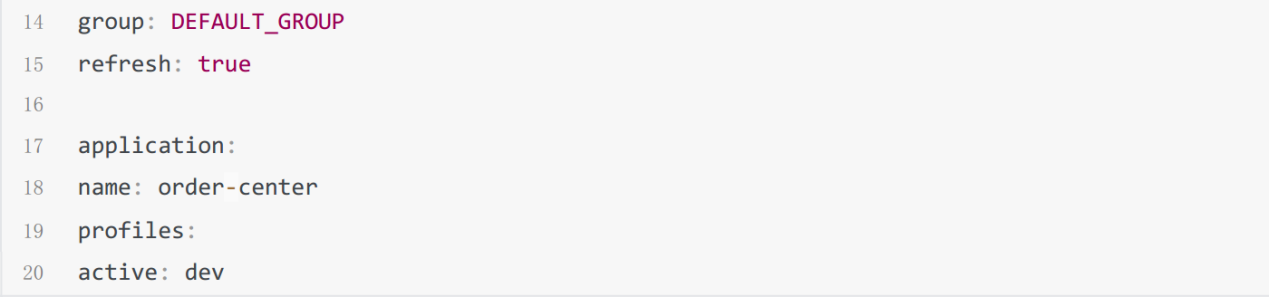 14 group: DEFAULT_GROUP
15 refresh: true
16
17 application:
18 name: order-center
19 profiles:
20 active: dev